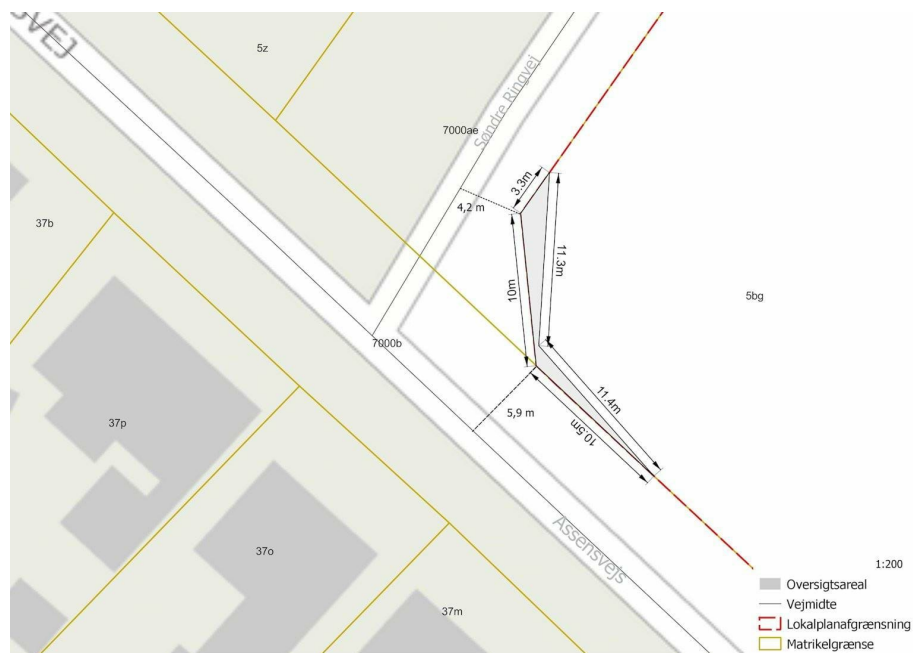 GSVEJ
5z
Søndre Ringvej
7000ae
3.3m
4,2 m
37b
11.3m
10m
5bg
7000b
11.4m
5,9 m
10.5m
37p
Assensvejs
37o
37m
1:200
Oversigtsareal
Vejmidte
Lokalplanafgrænsning
Matrikelgrænse